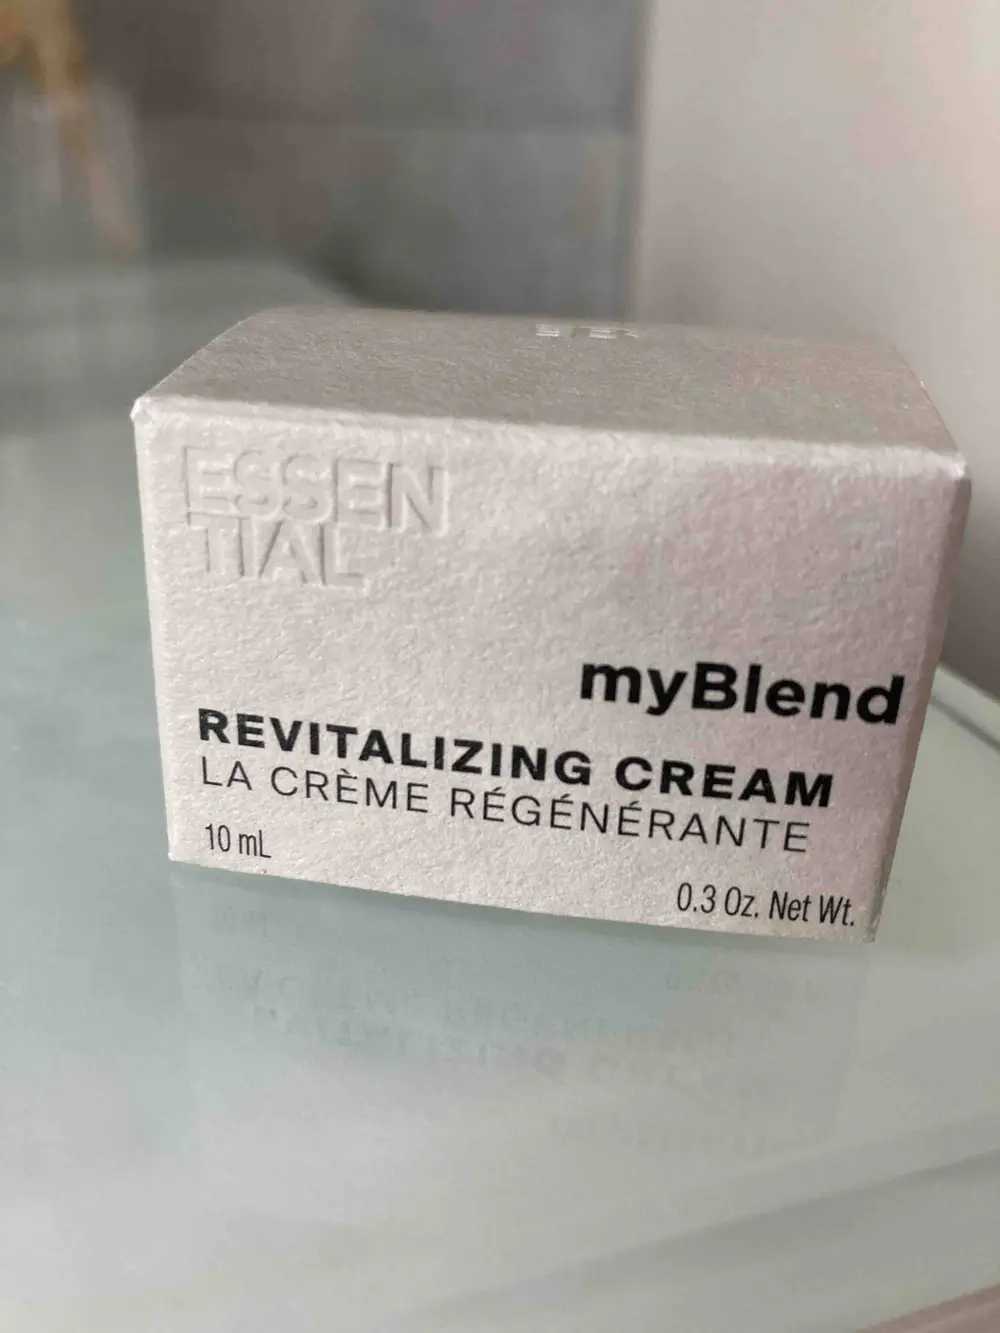 ESSEN
TIAL
myBlend
REVITALIZING CREAM
LA CRÈME RÉGÉNÉRANTE
10 mL
0.3 Oz. Net Wt.